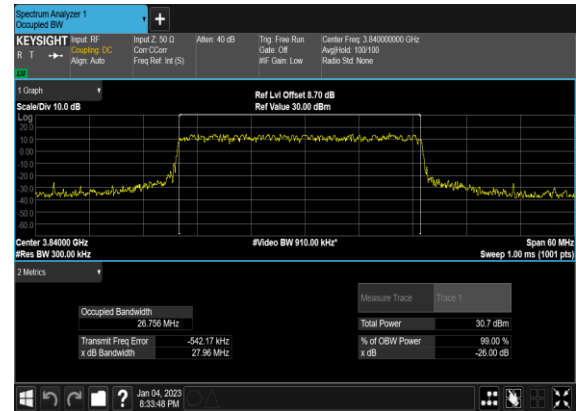 Spectrum Analyzer 1
Occupied BW
+
KEYSIGHT Input: RF Input Z: 50 Ω Atten: 40 dB Trig: Free Run Center Freq: 3.840000000 GHz
R T Coupling: DC Corr CCorr Gate: Off Avg|Hold: 100/100
Align: Auto Freq Ref: Int (S) #IF Gain: Low Radio Std: None
1 Graph Ref Lvl Offset 8.70 dB
Scale/Div 10.0 dB Ref Value 30.00 dBm
Log
20.0
10.0
0.00
-10.0
-20.0
-30.0
-40.0
-50.0
-60.0
Center 3.84000 GHz #Video BW 910.00 kHz* Span 60 MHz
#Res BW 300.00 kHz Sweep 1.00 ms (1001 pts)
2 Metrics
Measure Trace Trace 1
Occupied Bandwidth
26.756 MHz Total Power 30.7 dBm
Transmit Freq Error -542.17 kHz % of OBW Power 99.00 %
x dB Bandwidth 27.96 MHz x dB -26.00 dB
? Jan 04, 2023
8:33:48 PM